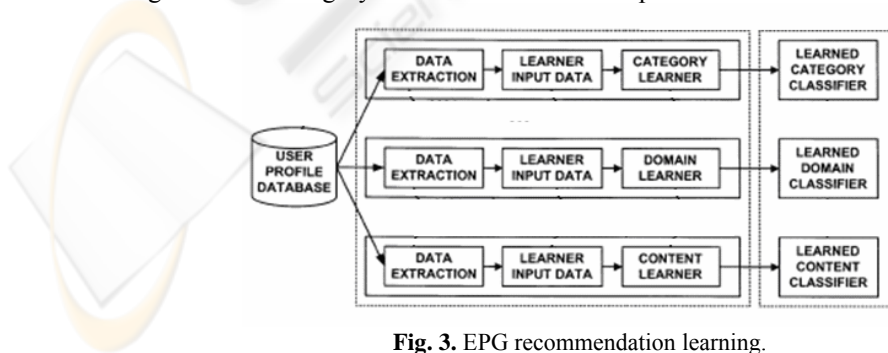 USER
PROFILE
DATABASE
DATA
EXTRACTION
LEARNER
INPUT DATA
CATEGORY
LEARNER
LEARNED
CATEGORY
CLASSIFIER
...
DATA
EXTRACTION
LEARNER
INPUT DATA
DOMAIN
LEARNER
LEARNED
DOMAIN
CLASSIFIER
DATA
EXTRACTION
LEARNER
INPUT DATA
CONTENT
LEARNER
LEARNED
CONTENT
CLASSIFIER
Fig. 3. EPG recommendation learning.